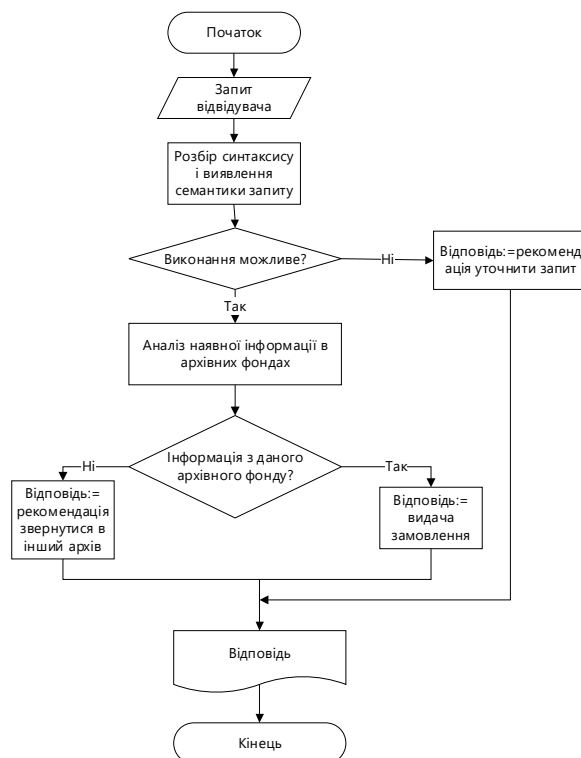 Початок
Запит
відвідувача
Розбір синтаксису
і виявлення
семантики запиту
Виконання можливе?
Ні
Відповідь:=рекоменд
ація уточнити запит
Так
Аналіз наявної інформації в
архівних фондах
Інформація з даного
архівного фонду?
Ні
Так
Відповідь:=
рекомендація
звернутися в
інший архів
Відповідь:=
видача
замовлення
Відповідь
Кінець